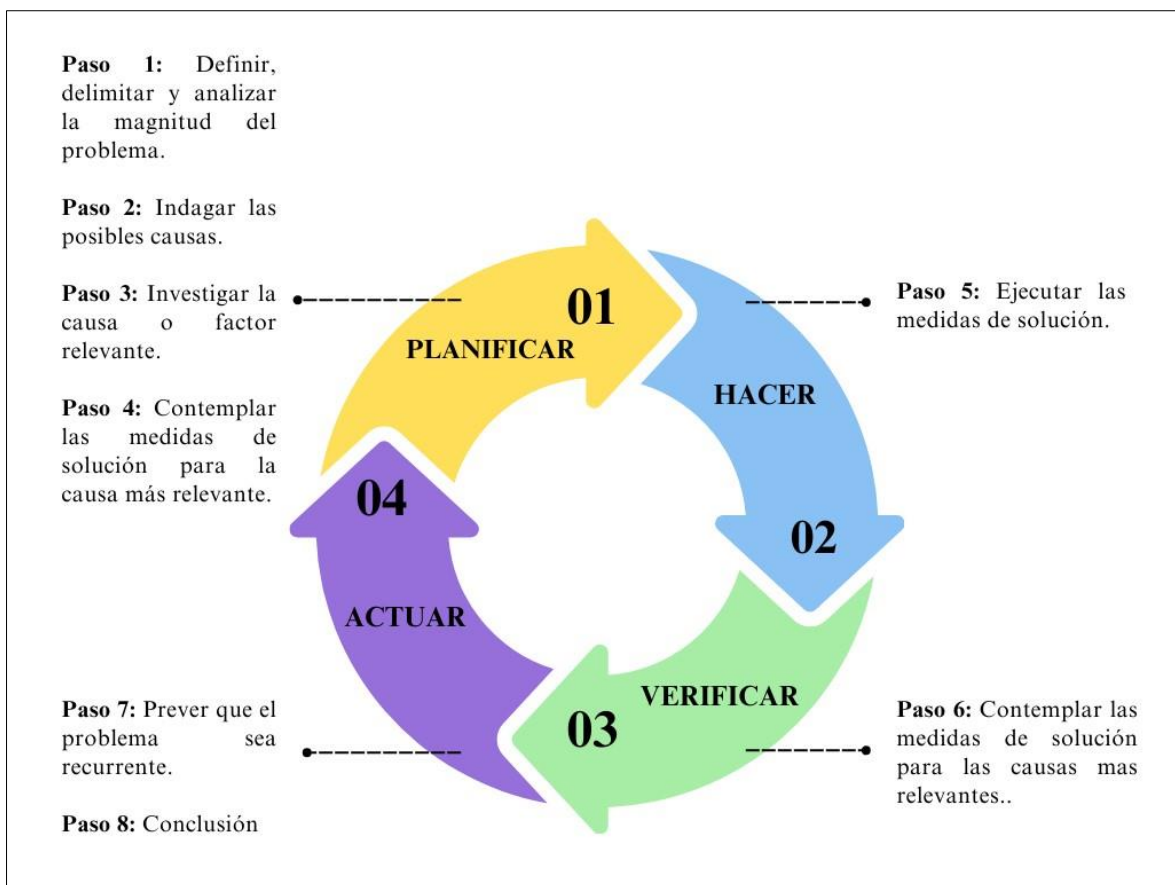 Paso 1: Definir,
delimitar y analizar
la magnitud del
problema.
Paso 2: Indagar las
posibles causas.
Paso 3: Investigar la
causa o factor
relevante.
Paso 4: Contemplar
las medidas de
solución para la
causa más relevante.
01
PLANIFICAR
Paso 5: Ejecutar las
medidas de solución.
HACER
02
04
ACTUAR
VERIFICAR
03
Paso 6: Contemplar las
medidas de solución
para las causas mas
relevantes..
Paso 7: Prever que el
problema sea
recurrente.
Paso 8: Conclusión